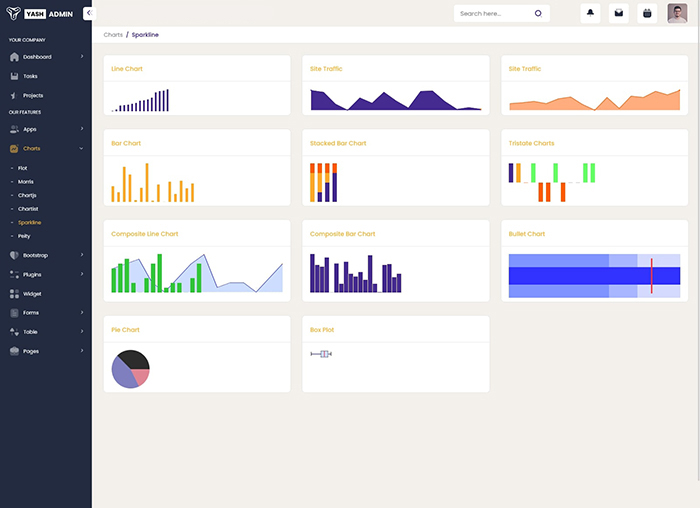 YASH ADMIN
Search here...
YOUR COMPANY
Dashboard
Tasks
Projects
OUR FEATURES
Apps
Charts
Flot
Morris
Chartjs
Chartist
Sparkline
Peity
Bootstrap
Plugins
Widget
Forms
Table
Pages
Charts / Sparkline
Line Chart
Site Traffic
Site Traffic
Bar Chart
Stacked Bar Chart
Tristate Charts
Composite Line Chart
Composite Bar Chart
Bullet Chart
Pie Chart
Box Plot